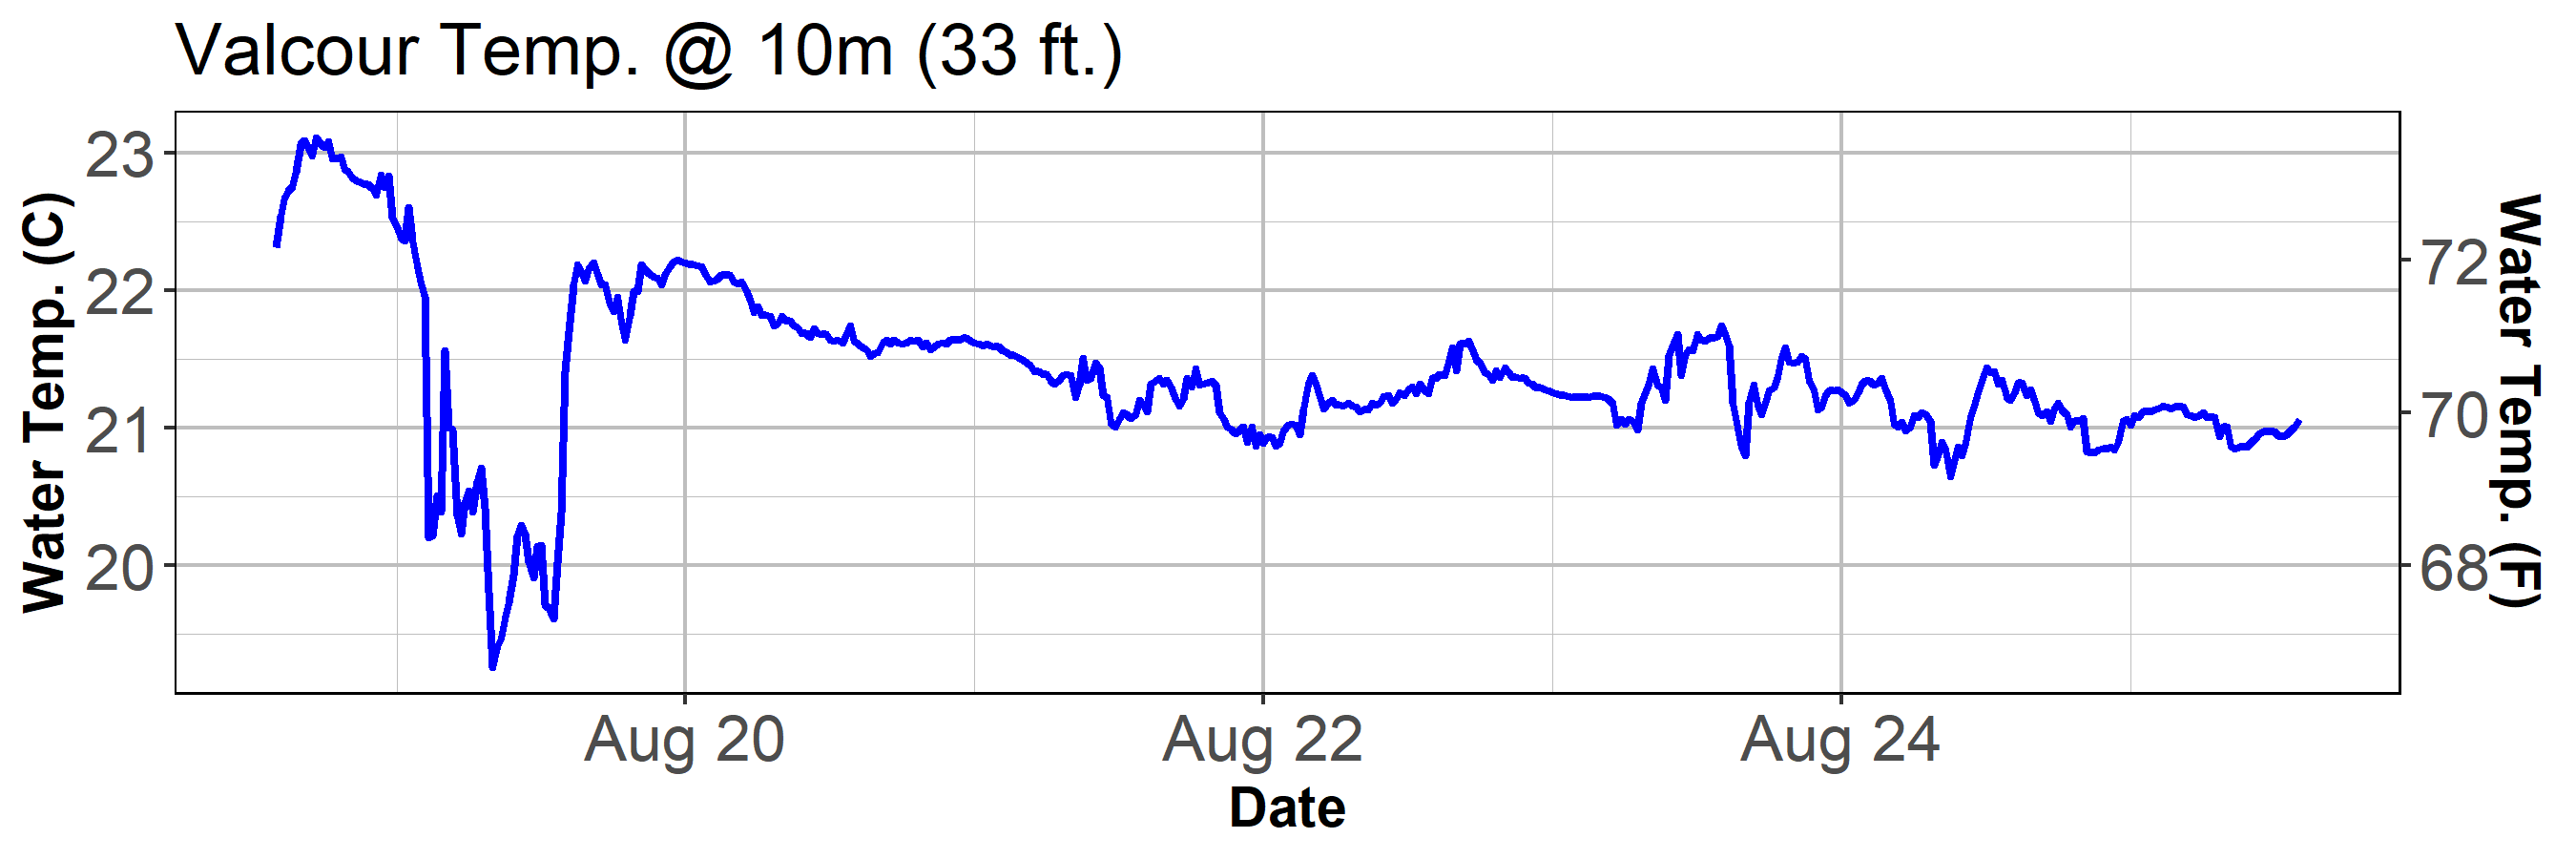 Valcour Temp. @ 10m (33 ft.)
Water Temp. (C)
23
22
21
20
72
70
68
Water Temp. (F)
Aug 20
Aug 22
Aug 24
Date